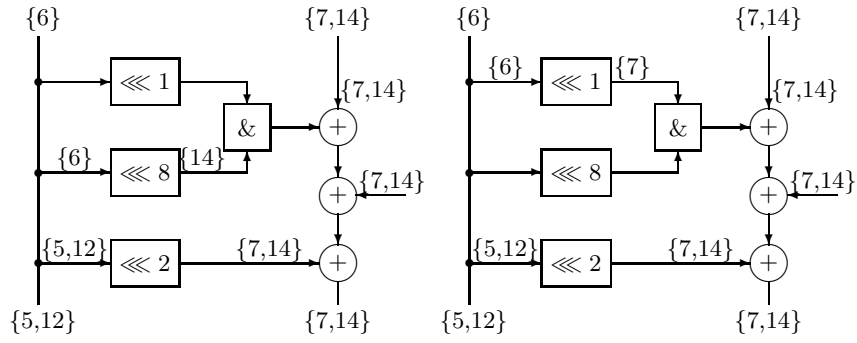 {6} {7,14} {6} {7,14}
{6} {7}
⋘ 1 {7,14} ⋘ 1 {7,14}
& + & +
{6} {14}
⋘ 8 + {7,14} ⋘ 8 + {7,14}
{5,12} {7,14} {5,12} {7,14}
⋘ 2 + ⋘ 2 +
{5,12} {7,14} {5,12} {7,14}